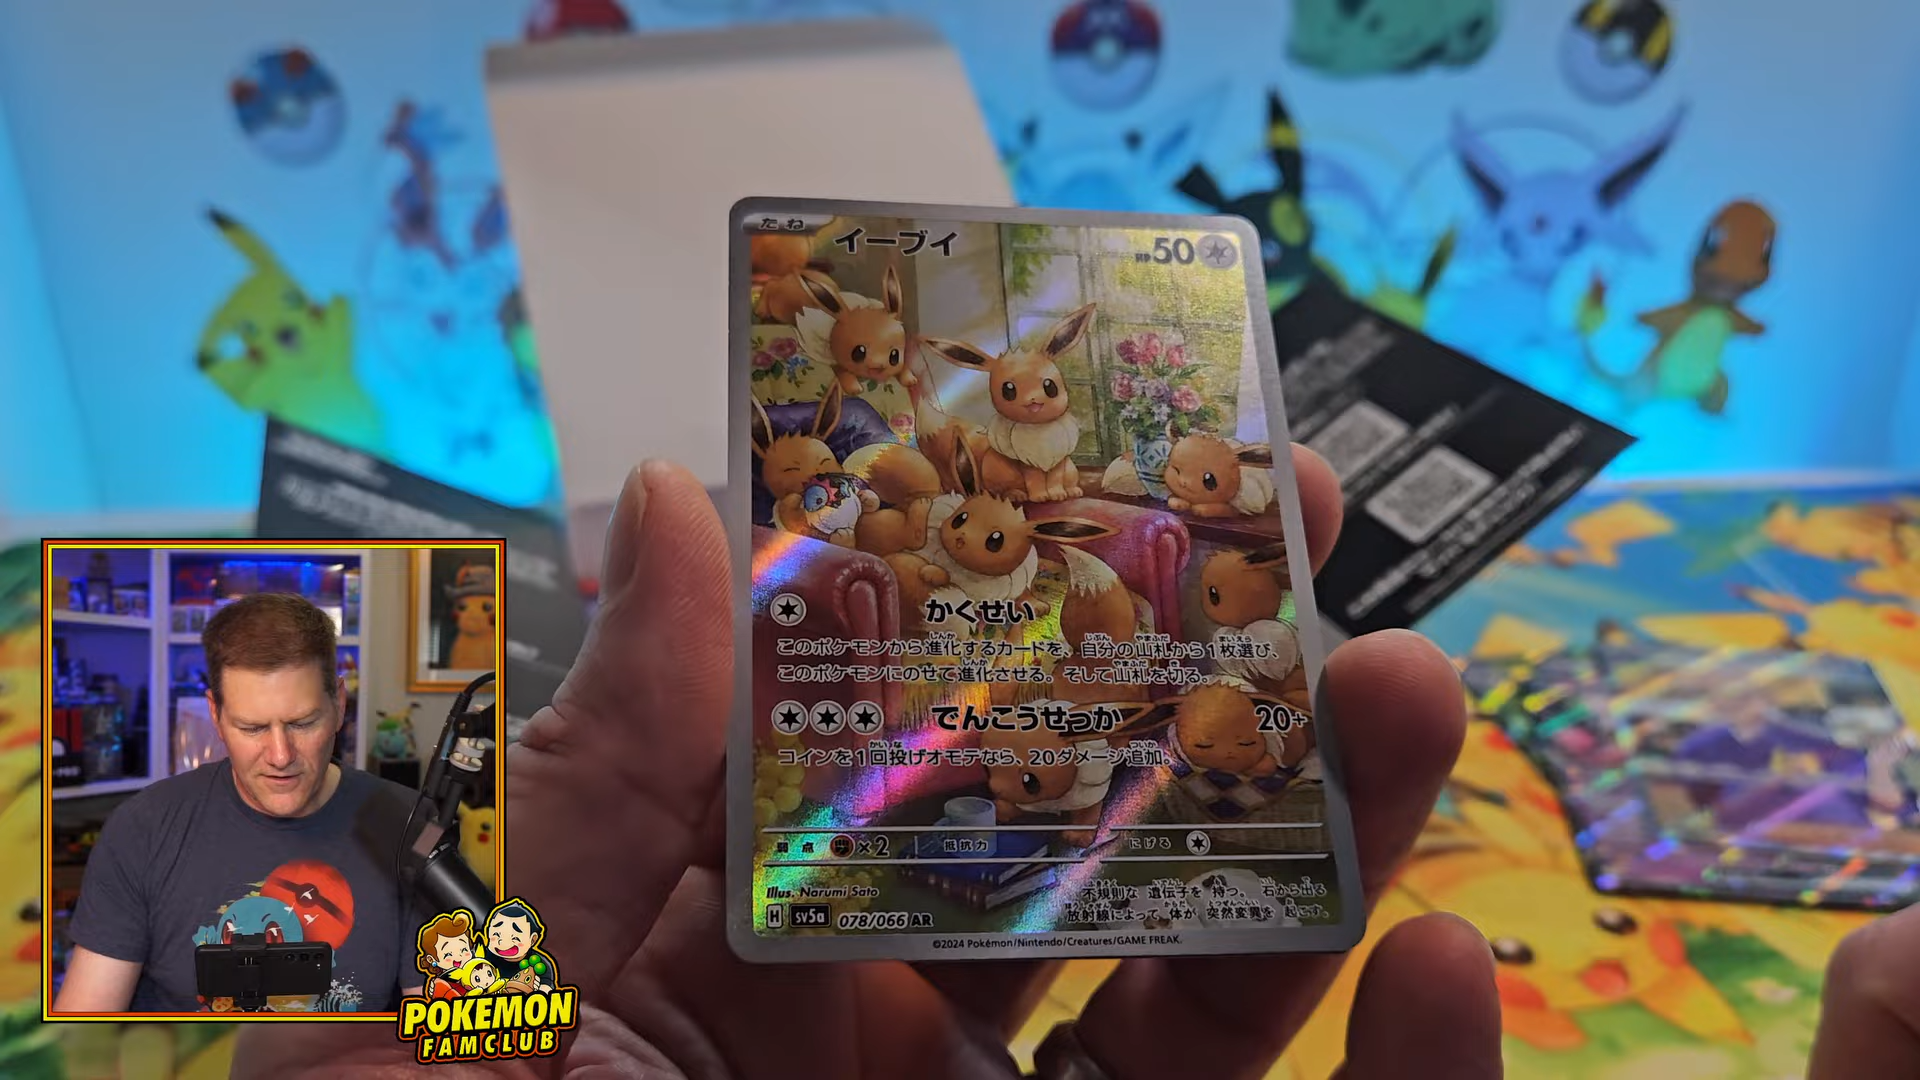 たね
イーブイ
HP50
かくせい
このポケモンから進化するカードを、自分の山札から1枚選び、
このポケモンにのせて進化させる。そして山札を切る。
でんこうせっか 20+
コインを1回投げオモテなら、20ダメージ追加。
弱点 ×2 抵抗力 にげる
Illus. Narumi Sato
不規則な 遺伝子を 持つ。 石から出る
放射線によって 体が 突然変異を 起こす。
H sv5a 078/066 AR
©2024 Pokémon/Nintendo/Creatures/GAME FREAK.
POKEMON
FAMCLUB